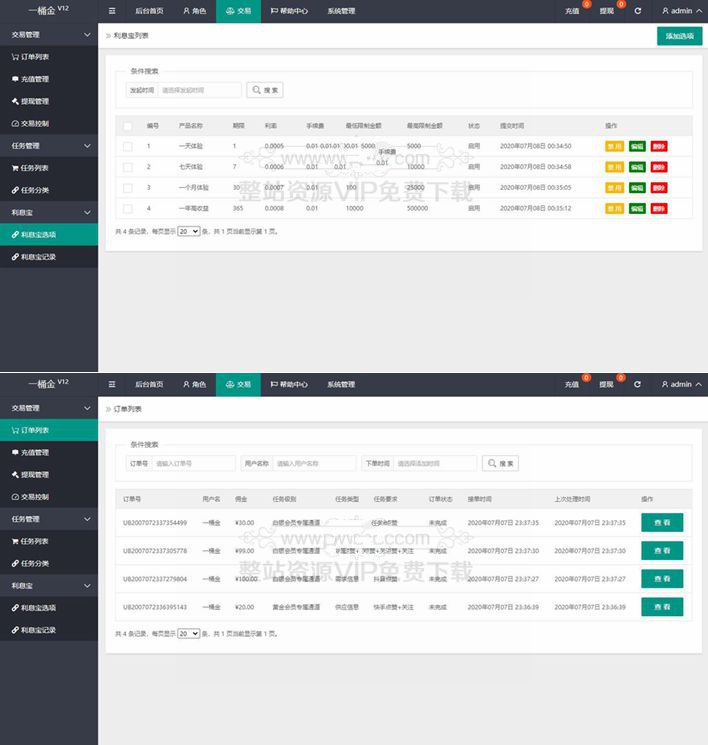 一桶金 V12
后台首页 角色 交易 帮助中心 系统管理 充值 0 提现 0 admin
交易管理
订单列表
充值管理
提现管理
交易控制
任务管理
任务列表
任务分类
利息宝
利息宝选项
利息宝记录
利息宝列表 添加选项
条件搜索
发起时间 请选择发起时间 搜 索
编号 产品名称 期限 利率 手续费 最低限制金额 最高限制金额 状态 提交时间 操作
1 一天体验 1 0.0005 0.01 5000 5000 启用 2020年07月08日 00:34:50 禁 用 编辑 删除
手续费
0.01
2 七天体验 7 0.0006 0.01 10000 启用 2020年07月08日 00:34:58 禁 用 编辑 删除
3 一个月体验 30 0.0007 0.01 100 25000 启用 2020年07月08日 00:35:05 禁 用 编辑 删除
4 一年高收益 365 0.0008 0.01 10000 500000 启用 2020年07月08日 00:35:12 禁 用 编辑 删除
整站资源VIP免费下载
共 4 条记录，每页显示 20 条，共 1 页当前显示第 1 页。
一桶金 V12
后台首页 角色 交易 帮助中心 系统管理 充值 0 提现 0 admin
交易管理
订单列表
充值管理
提现管理
交易控制
任务管理
任务列表
任务分类
利息宝
利息宝选项
利息宝记录
订单列表
条件搜索
订单号 请输入订单号 用户名称 请输入用户名称 下单时间 请选择添加时间 搜 索
订单号 用户名 佣金 任务级别 任务类型 任务要求 订单状态 接单时间 上次处理时间 操作
UB2007072337354499 一桶金 ¥30.00 白银会员专属通道 未完成 2020年07月07日 23:37:35 2020年07月07日 23:37:35 查 看
UB2007072337305778 一桶金 ¥99.00 白银会员专属通道 未完成 2020年07月07日 23:37:30 2020年07月07日 23:37:30 查 看
UB2007072337279804 一桶金 ¥100.00 白银会员专属通道 需求信息 抖音点赞 未完成 2020年07月07日 23:37:27 2020年07月07日 23:37:27 查 看
UB2007072336395143 一桶金 ¥20.00 黄金会员专属通道 供应信息 快手点赞+关注 未完成 2020年07月07日 23:36:39 2020年07月07日 23:36:39 查 看
整站资源VIP免费下载
共 4 条记录，每页显示 20 条，共 1 页当前显示第 1 页。